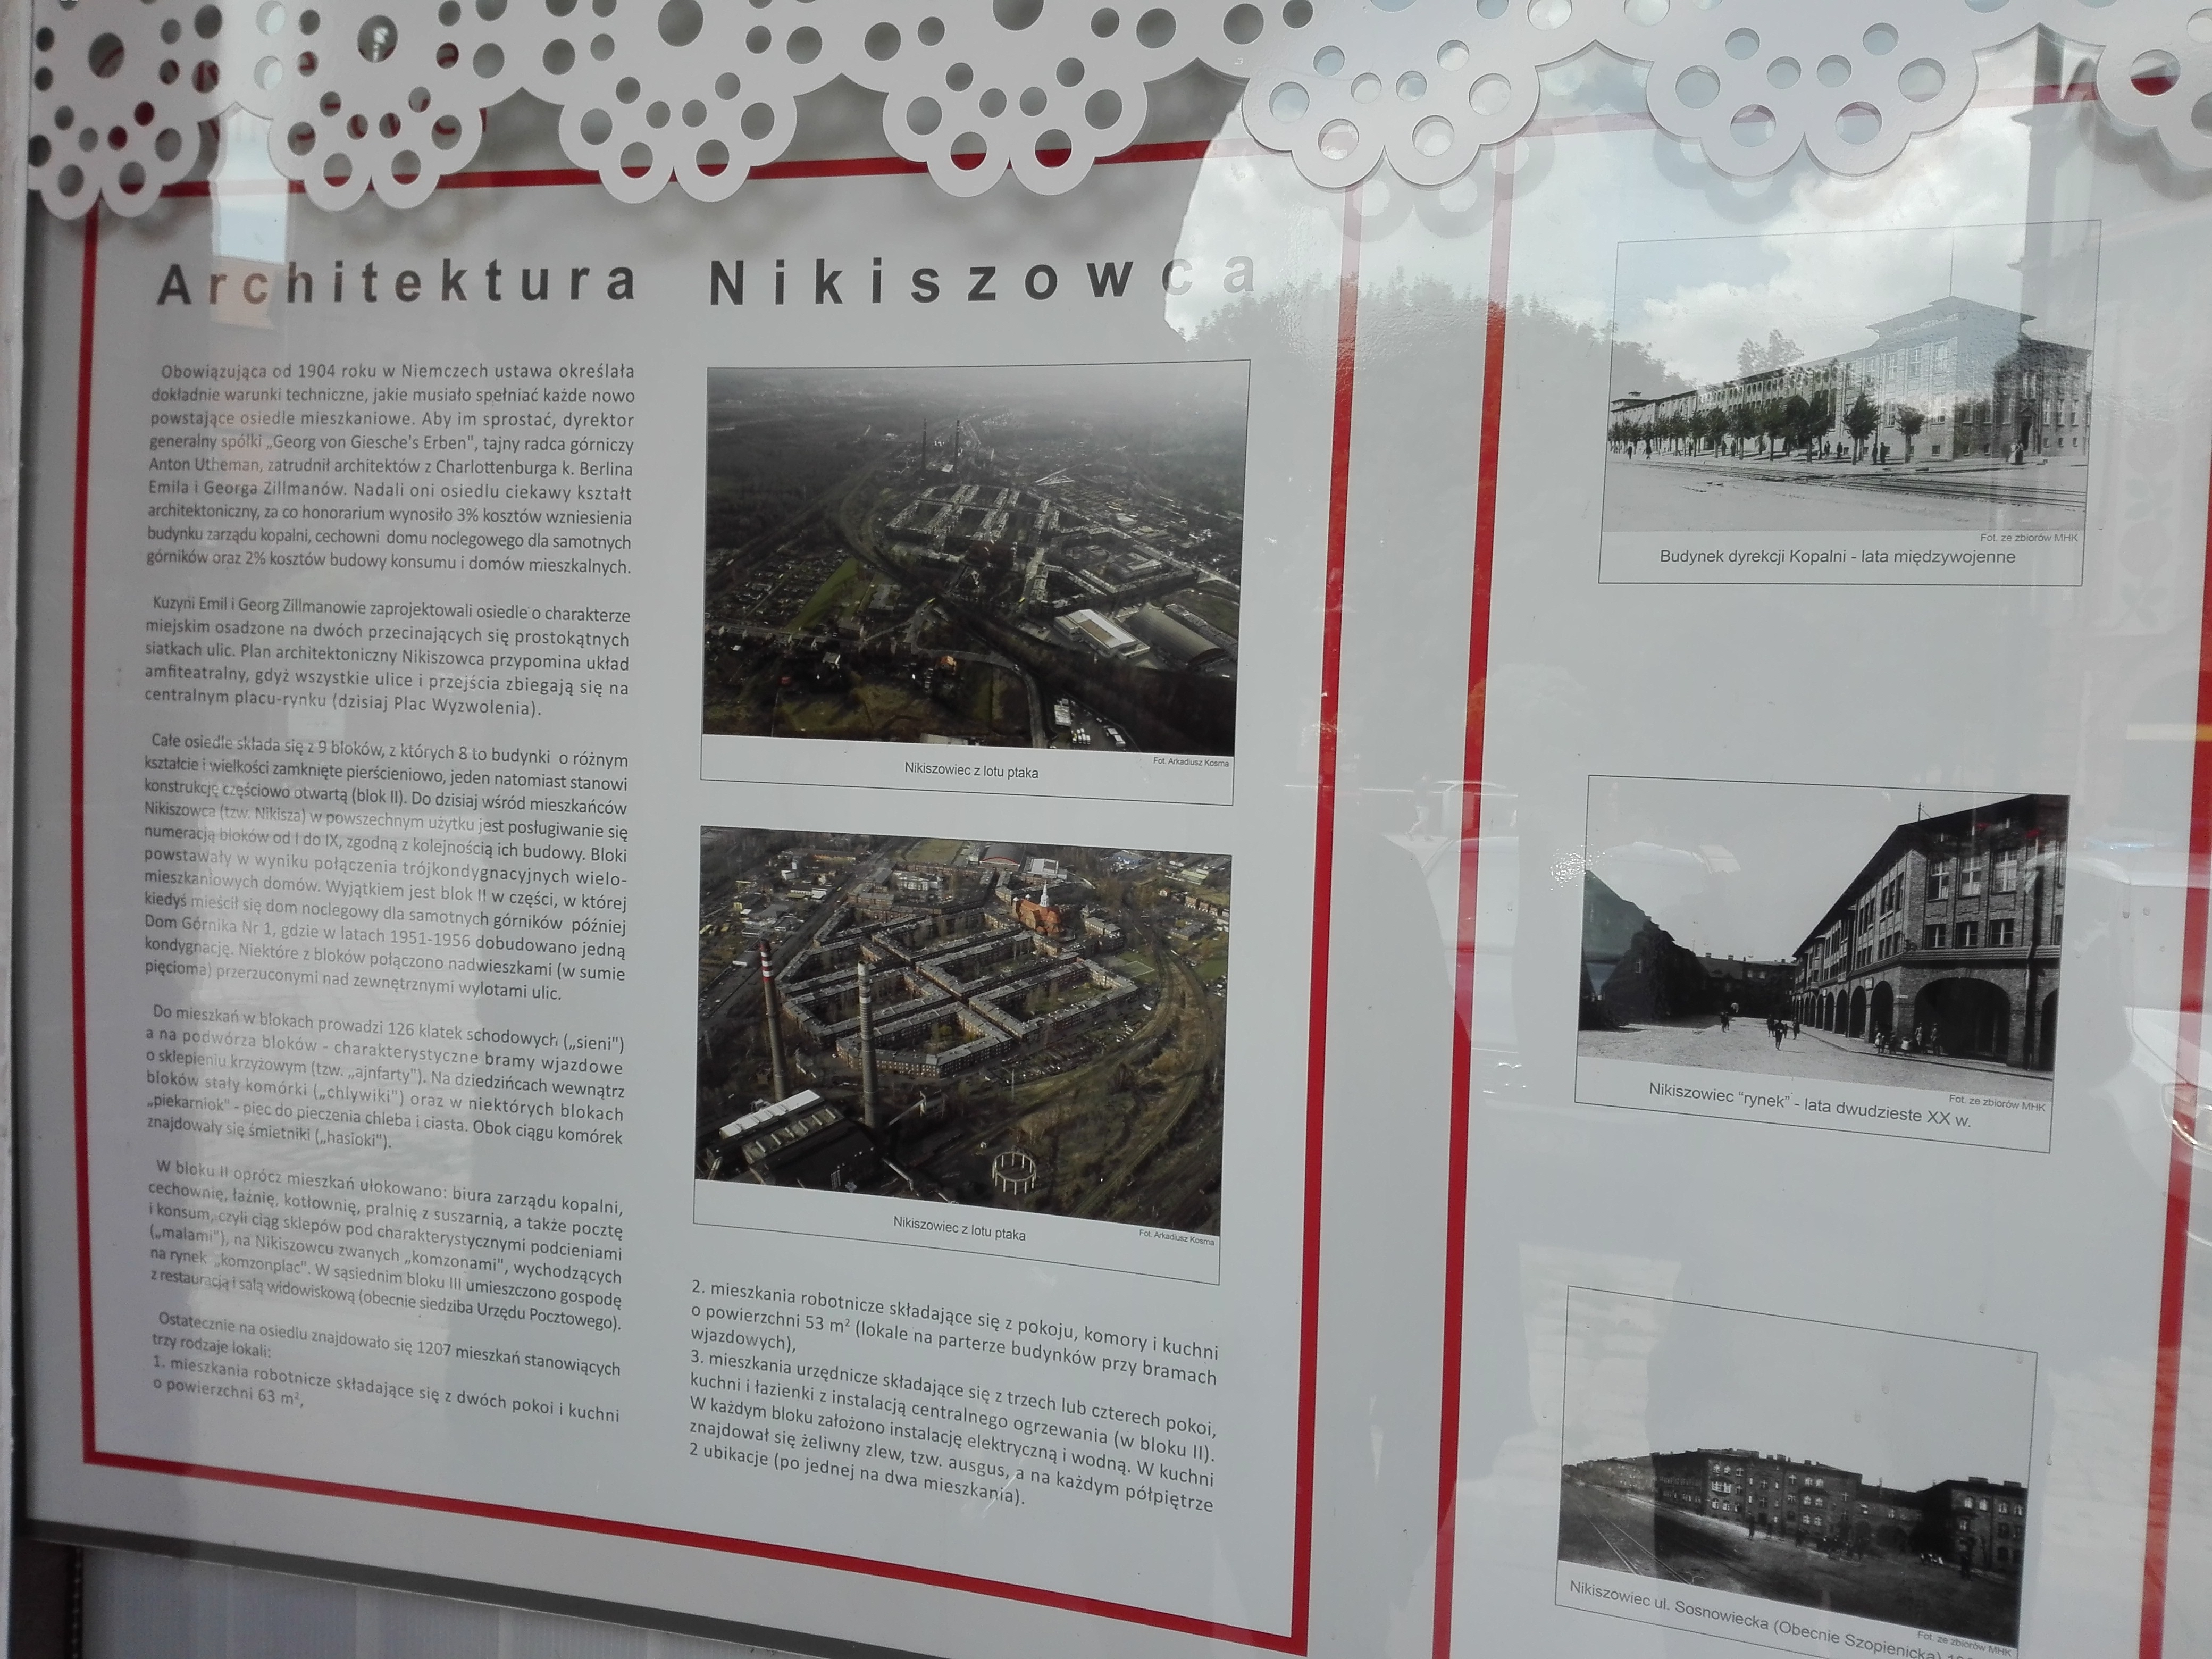 Architektura Nikiszowca
Obowiązująca od 1904 roku w Niemczech ustawa określała
dokładnie warunki techniczne, jakie musiało spełniać każde nowo
powstające osiedle mieszkaniowe. Aby im sprostać, dyrektor
generalny spółki „Georg von Giesche's Erben", tajny radca górniczy
Anton Utheman, zatrudnił architektów z Charlottenburga k. Berlina
Emila i Georga Zillmanów. Nadali oni osiedlu ciekawy kształt
architektoniczny, za co honorarium wynosiło 3% kosztów wzniesienia
budynku zarządu kopalni, cechowni domu noclegowego dla samotnych
górników oraz 2% kosztów budowy konsumu i domów mieszkalnych.
Kuzyni Emil i Georg Zillmanowie zaprojektowali osiedle o charakterze
miejskim osadzone na dwóch przecinających się prostokątnych
siatkach ulic. Plan architektoniczny Nikiszowca przypomina układ
amfiteatralny, gdyż wszystkie ulice i przejścia zbiegają się na
centralnym placu-rynku (dzisiaj Plac Wyzwolenia).
Całe osiedle składa się z 9 bloków, z których 8 to budynki o różnym
kształcie i wielkości zamknięte pierścieniowo, jeden natomiast stanowi
konstrukcję częściowo otwartą (blok II). Do dzisiaj wśród mieszkańców
Nikiszowca (tzw. Nikisza) w powszechnym użytku jest posługiwanie się
numeracją bloków od I do IX, zgodną z kolejnością ich budowy. Bloki
powstawały w wyniku połączenia trójkondygnacyjnych wielo-
mieszkaniowych domów. Wyjątkiem jest blok II w części, w której
kiedyś mieścił się dom noclegowy dla samotnych górników później
Dom Górnika Nr 1, gdzie w latach 1951-1956 dobudowano jedną
kondygnację. Niektóre z bloków połączono nadwieszkami (w sumie
pięcioma) przerzuconymi nad zewnętrznymi wylotami ulic.
Do mieszkań w blokach prowadzi 126 klatek schodowych („sieni")
a na podwórza bloków - charakterystyczne bramy wjazdowe
o sklepieniu krzyżowym (tzw. „ajnfarty"). Na dziedzińcach wewnątrz
bloków stały komórki („chlywiki") oraz w niektórych blokach
„piekarniok" - piec do pieczenia chleba i ciasta. Obok ciągu komórek
znajdowały się śmietniki („hasioki").
W bloku II oprócz mieszkań ulokowano: biura zarządu kopalni,
cechownię, łaźnię, kotłownię, pralnię z suszarnią, a także pocztę
i konsum, czyli ciąg sklepów pod charakterystycznymi podcieniami
(„malami"), na Nikiszowcu zwanych „komzonami", wychodzących
na rynek „komzonplac". W sąsiednim bloku III umieszczono gospodę
z restauracją i salą widowiskową (obecnie siedziba Urzędu Pocztowego).
Ostatecznie na osiedlu znajdowało się 1207 mieszkań stanowiących
trzy rodzaje lokali:
1. mieszkania robotnicze składające się z dwóch pokoi i kuchni
o powierzchni 63 m²,
Fot. Arkadiusz Kosma
Nikiszowiec z lotu ptaka
Fot. Arkadiusz Kosma
Nikiszowiec z lotu ptaka
2. mieszkania robotnicze składające się z pokoju, komory i kuchni
o powierzchni 53 m² (lokale na parterze budynków przy bramach
wjazdowych),
3. mieszkania urzędnicze składające się z trzech lub czterech pokoi,
kuchni i łazienki z instalacją centralnego ogrzewania (w bloku II).
W każdym bloku założono instalację elektryczną i wodną. W kuchni
znajdował się żeliwny zlew, tzw. ausgus, a na każdym półpiętrze
2 ubikacje (po jednej na dwa mieszkania).
Fot. ze zbiorów MHK
Budynek dyrekcji Kopalni - lata międzywojenne
Fot. ze zbiorów MHK
Nikiszowiec "rynek" - lata dwudzieste XX w.
Fot. ze zbiorów MHK
Nikiszowiec ul. Sosnowiecka (Obecnie Szopienicka)